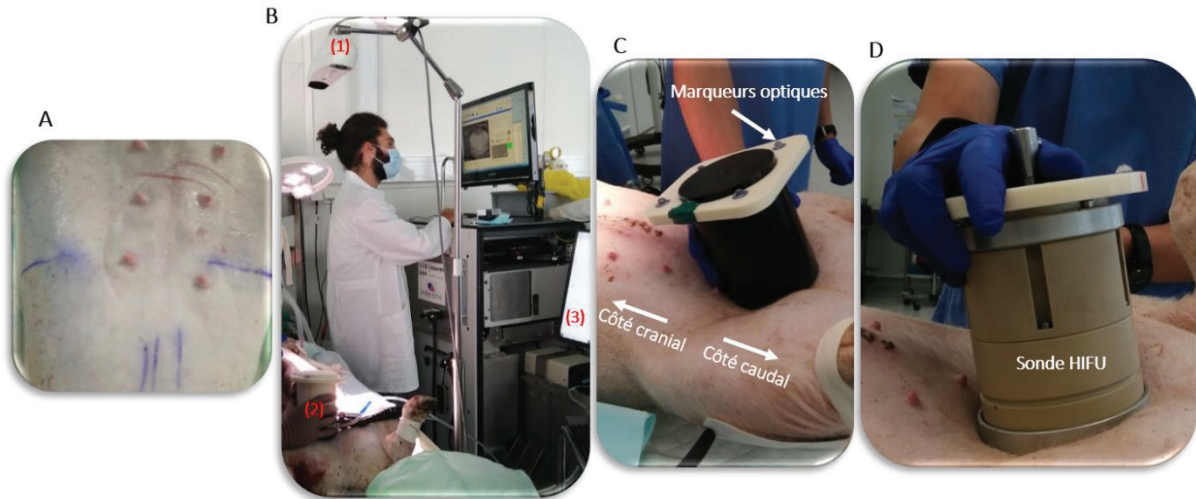 A
B
C
D
(1)
(2)
(3)
Marqueurs optiques
Côté cranial
Côté caudal
Sonde HIFU